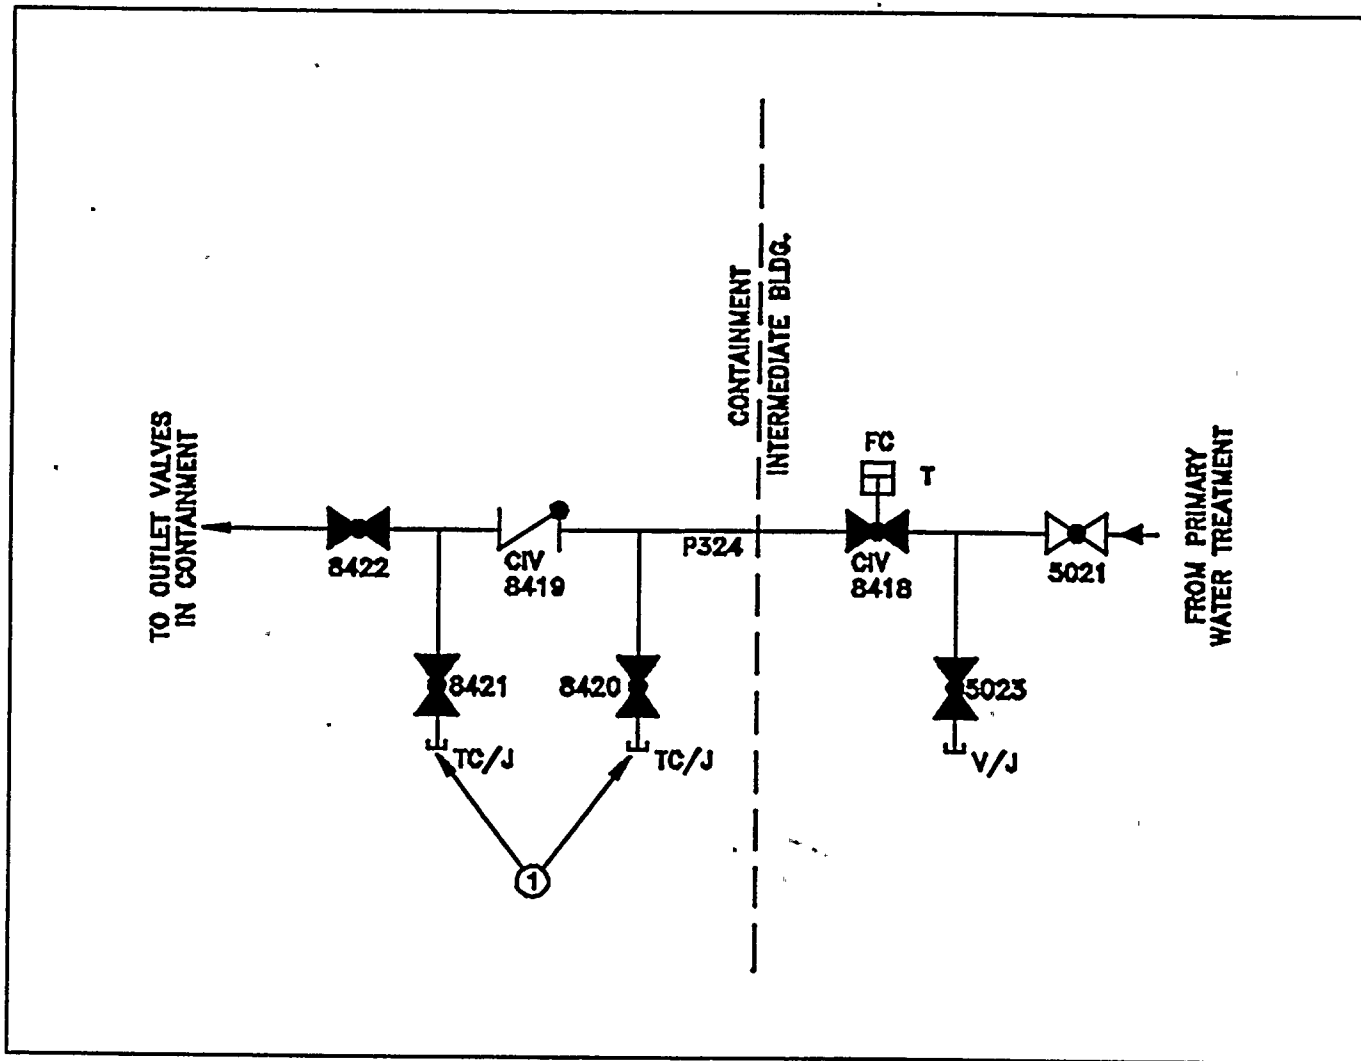 CONTAINMENT
INTERMEDIATE BLDG.
TO OUTLET VALVES
IN CONTAINMENT
8422
CIV
8419
P324
FC
T
CIV
8418
5021
FROM PRIMARY
WATER TREATMENT
8421
8420
5023
TC/J
TC/J
V/J
1